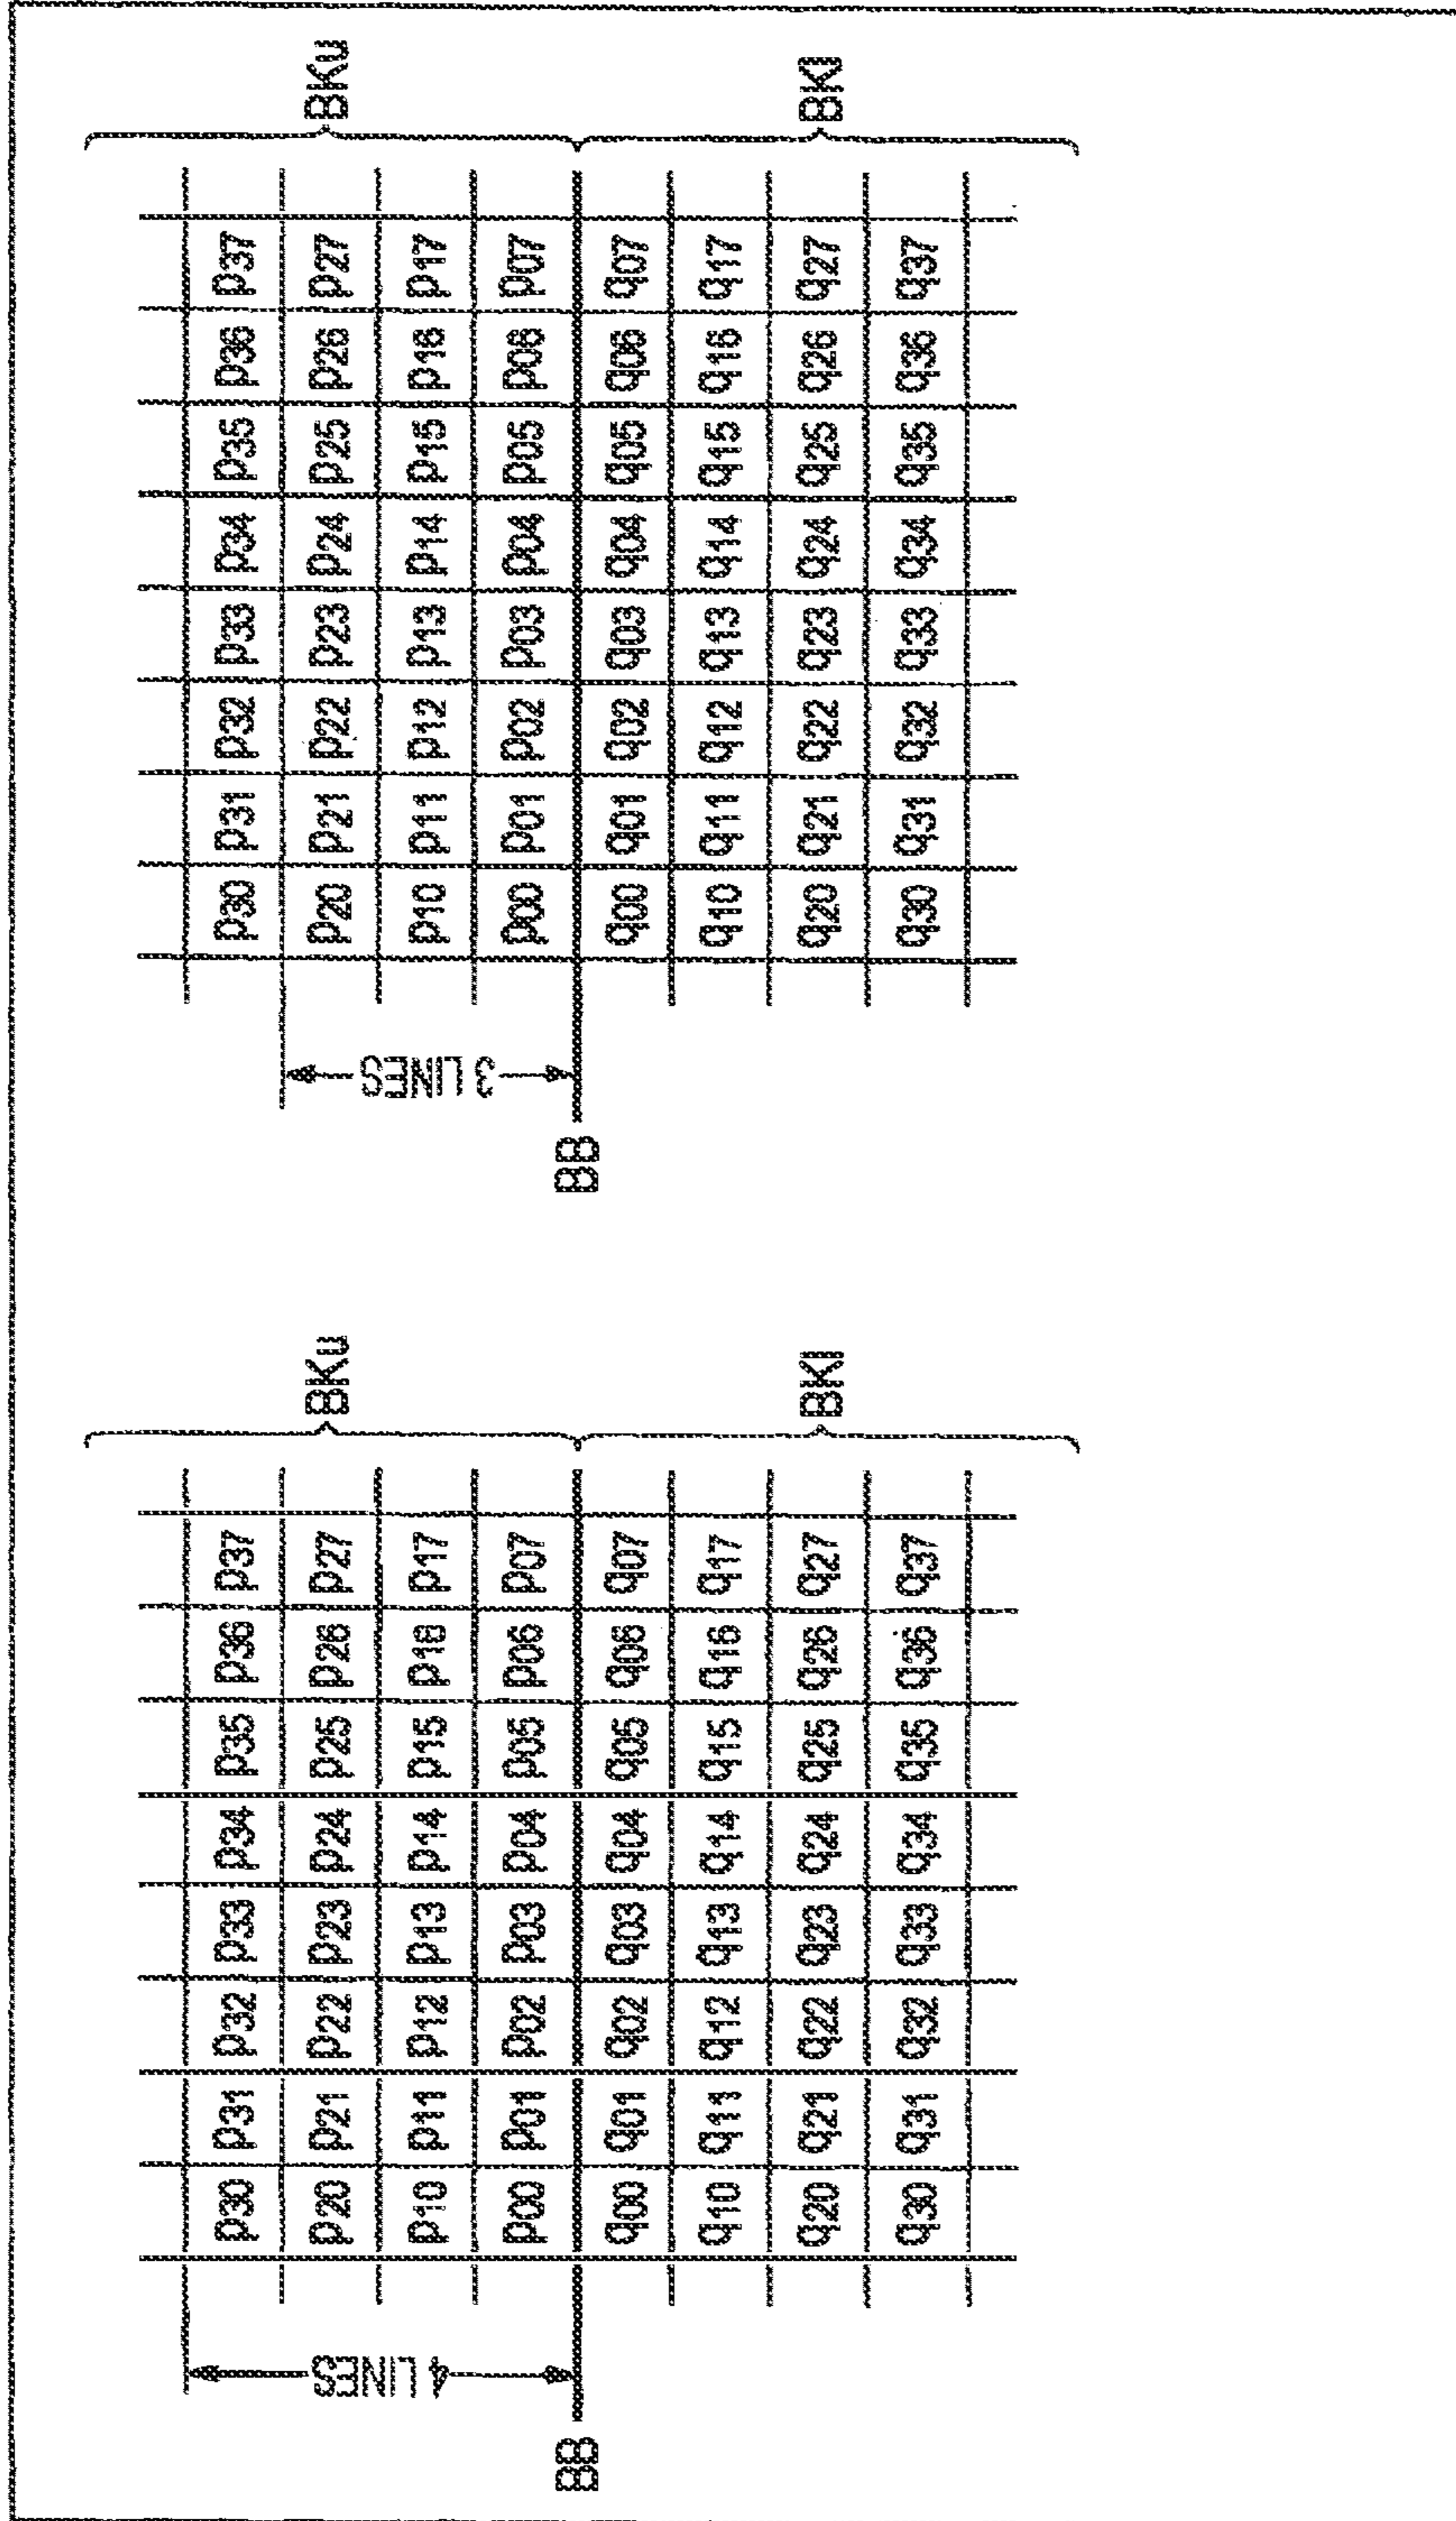 p30 p31 p32 p33 p34 p35 p36 p37
p20 p21 p22 p23 p24 p25 p26 p27
p10 p11 p12 p13 p14 p15 p16 p17
p00 p01 p02 p03 p04 p05 p06 p07
q00 q01 q02 q03 q04 q05 q06 q07
q10 q11 q12 q13 q14 q15 q16 q17
q20 q21 q22 q23 q24 q25 q26 q27
q30 q31 q32 q33 q34 q35 q36 q37
4 LINES
BB
BKu
BKl
p30 p31 p32 p33 p34 p35 p36 p37
p20 p21 p22 p23 p24 p25 p26 p27
p10 p11 p12 p13 p14 p15 p16 p17
p00 p01 p02 p03 p04 p05 p06 p07
q00 q01 q02 q03 q04 q05 q06 q07
q10 q11 q12 q13 q14 q15 q16 q17
q20 q21 q22 q23 q24 q25 q26 q27
q30 q31 q32 q33 q34 q35 q36 q37
3 LINES
BB
BKu
BKl